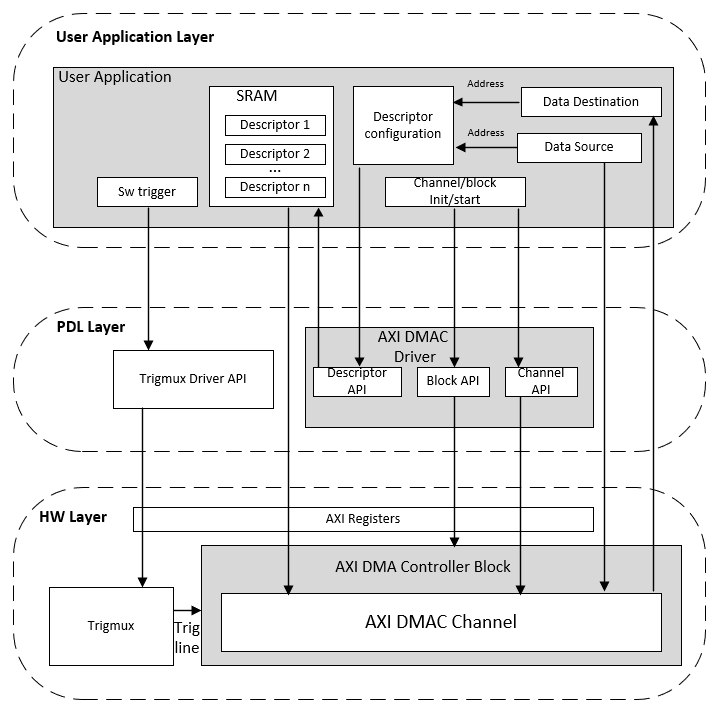 User Application Layer
User Application
SRAM
Descriptor 1
Descriptor 2
...
Descriptor n
Descriptor
configuration
Address
Data Destination
Address
Data Source
Sw trigger
Channel/block
Init/start
PDL Layer
AXI DMAC
Driver
Trigmux Driver API
Descriptor
API
Block API
Channel
API
HW Layer
AXI Registers
AXI DMA Controller Block
Trigmux
Trig
line
AXI DMAC Channel